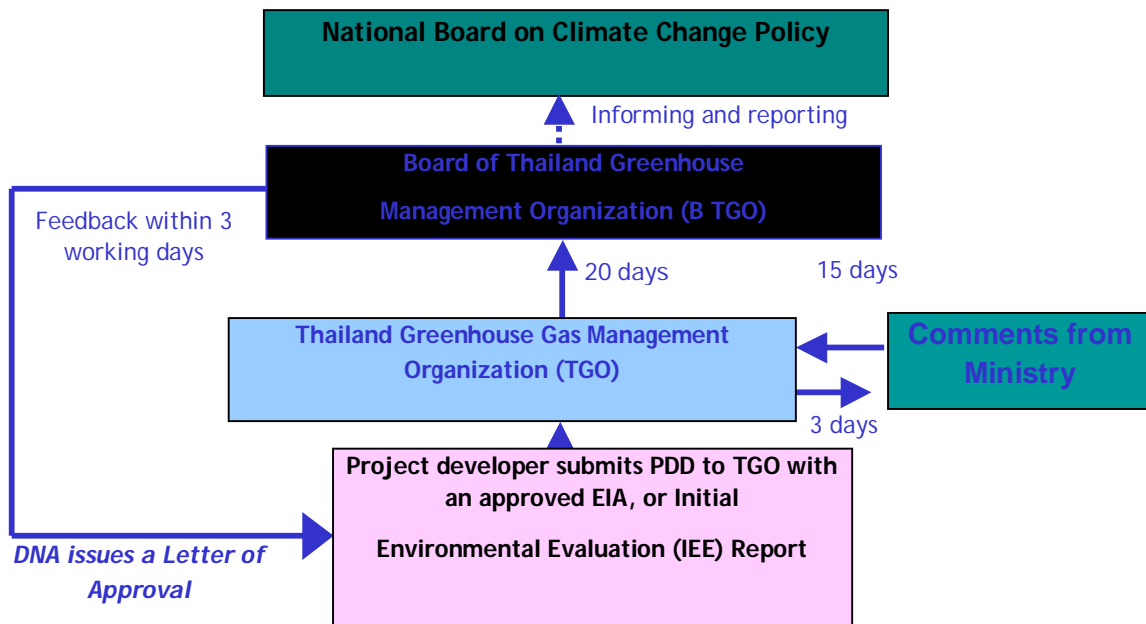 National Board on Climate Change Policy
Informing and reporting
Board of Thailand Greenhouse
Management Organization (B TGO)
Feedback within 3
working days
20 days
15 days
Thailand Greenhouse Gas Management
Organization (TGO)
Comments from
Ministry
3 days
Project developer submits PDD to TGO with
an approved EIA, or Initial
Environmental Evaluation (IEE) Report
DNA issues a Letter of
Approval